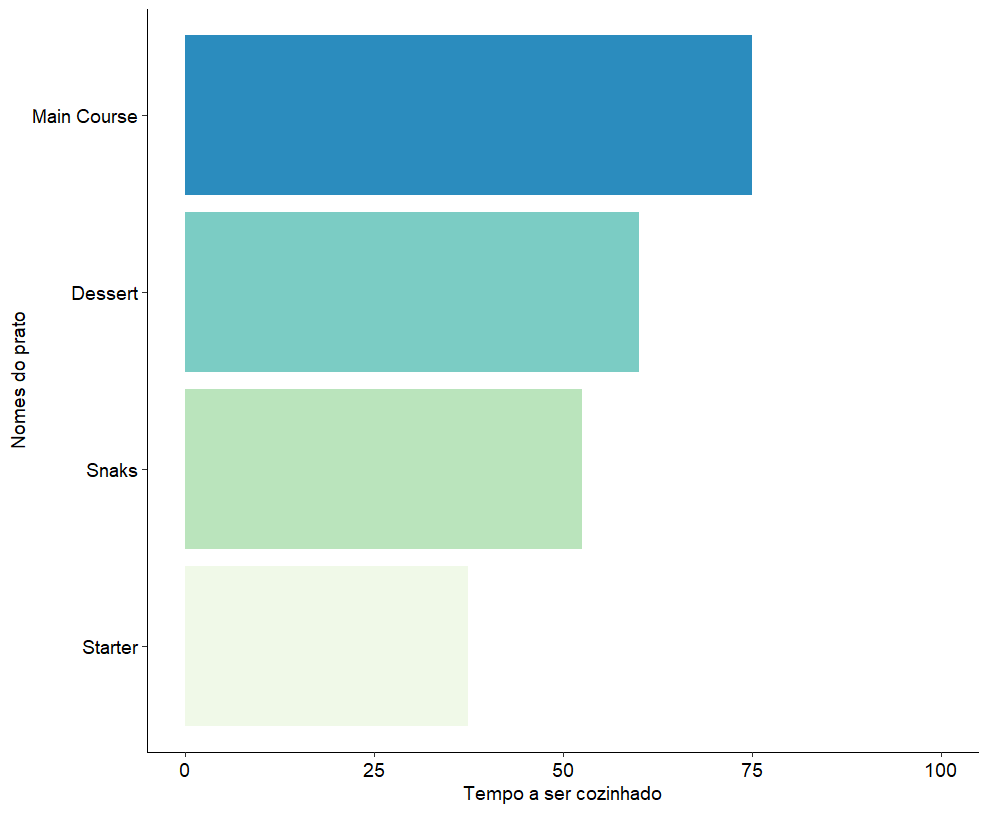 Main Course
Dessert
Snaks
Starter
Nomes do prato
0 25 50 75 100
Tempo a ser cozinhado